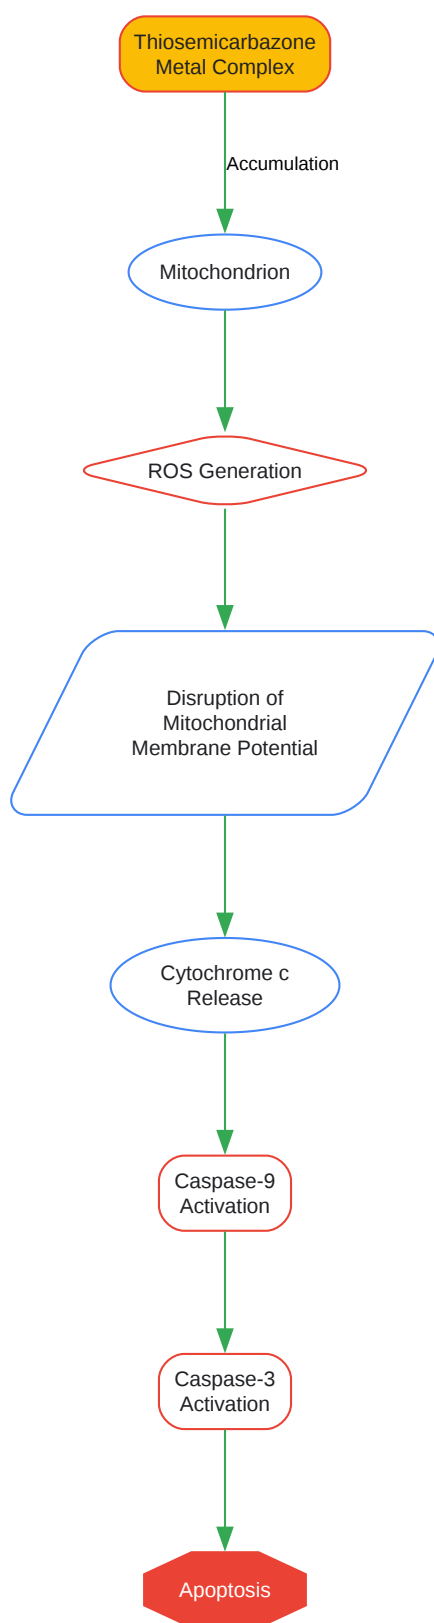 Thiosemicarbazone
Metal Complex
Accumulation
Mitochondrion
ROS Generation
Disruption of
Mitochondrial
Membrane Potential
Cytochrome c
Release
Caspase-9
Activation
Caspase-3
Activation
Apoptosis